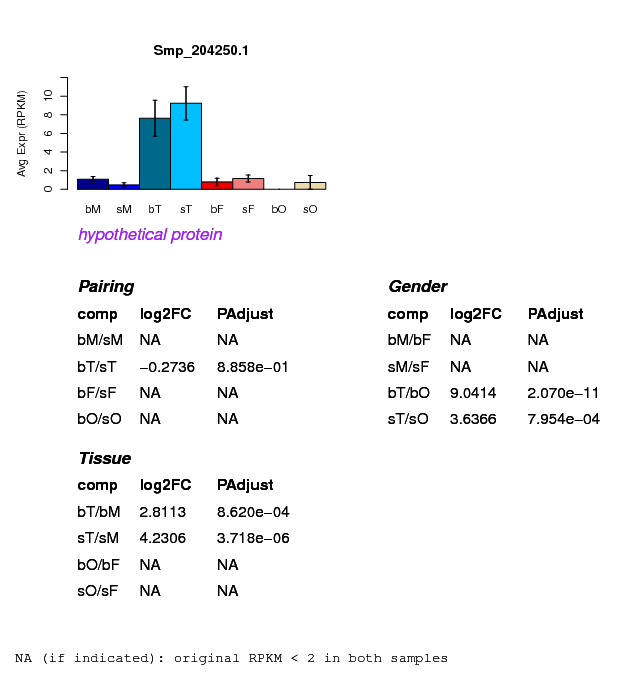 Smp_204250.1
Avg Expr (RPKM)
0 2 4 6 8 10
bM sM bT sT bF sF bO sO
hypothetical protein
Pairing
comp log2FC PAdjust
bM/sM NA NA
bT/sT −0.2736 8.858e−01
bF/sF NA NA
bO/sO NA NA
Gender
comp log2FC PAdjust
bM/bF NA NA
sM/sF NA NA
bT/bO 9.0414 2.070e−11
sT/sO 3.6366 7.954e−04
Tissue
comp log2FC PAdjust
bT/bM 2.8113 8.620e−04
sT/sM 4.2306 3.718e−06
bO/bF NA NA
sO/sF NA NA
NA (if indicated): original RPKM < 2 in both samples